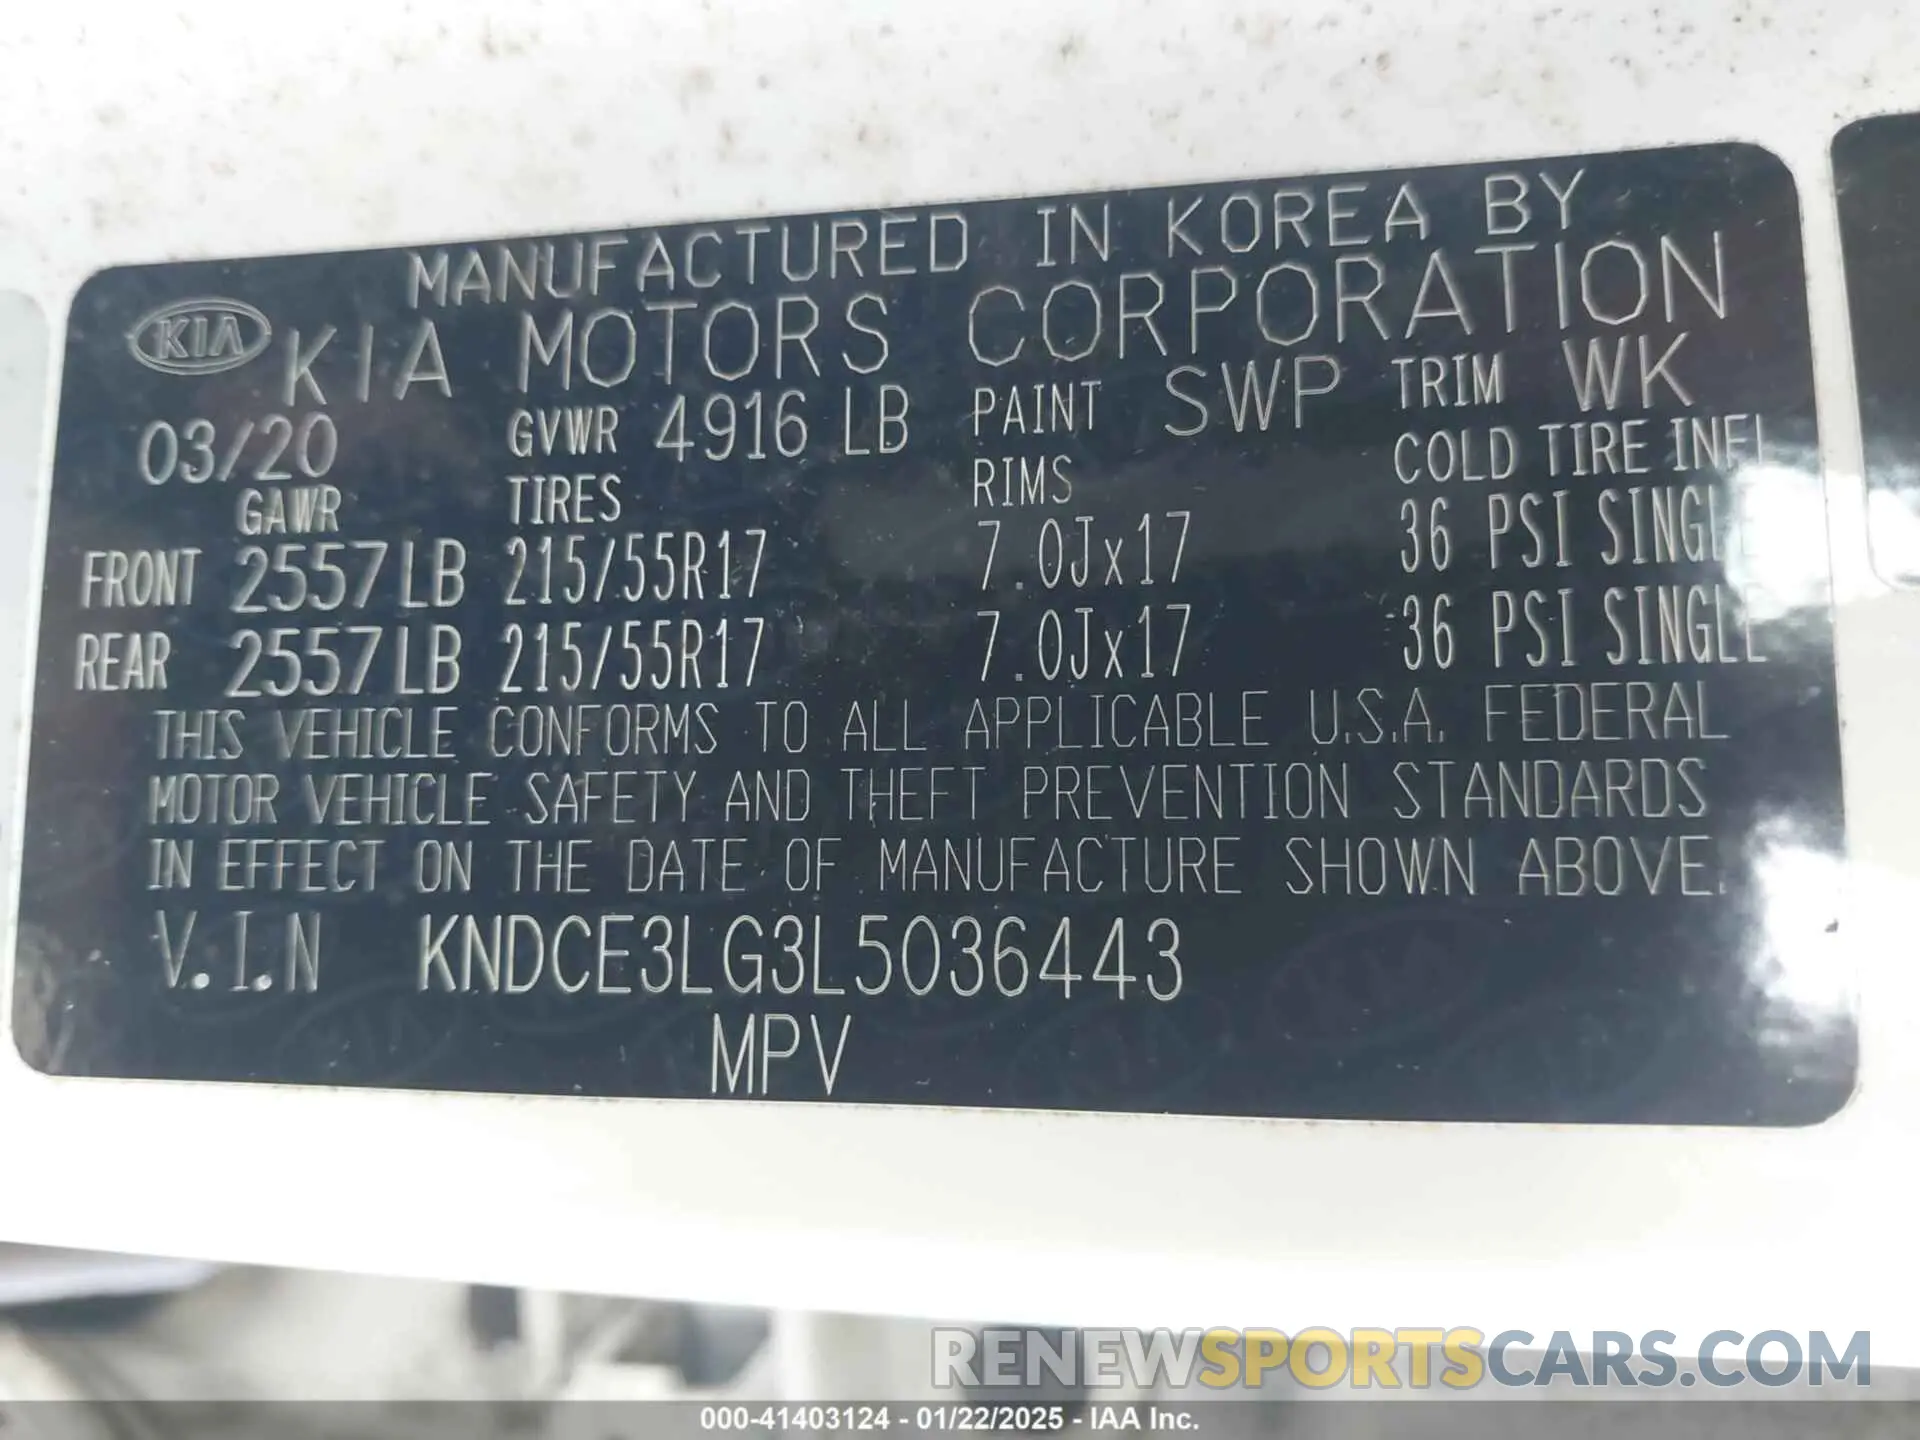 MANUFACTURED IN KOREA BY
KIA KIA MOTORS CORPORATION
03/20 GVWR 4916 LB PAINT SWP TRIM WK
GAWR TIRES RIMS COLD TIRE INFL
FRONT 2557LB 215/55R17 7.0Jx17 36 PSI SINGLE
REAR 2557LB 215/55R17 7.0Jx17 36 PSI SINGLE
THIS VEHICLE CONFORMS TO ALL APPLICABLE U.S.A. FEDERAL
MOTOR VEHICLE SAFETY AND THEFT PREVENTION STANDARDS
IN EFFECT ON THE DATE OF MANUFACTURE SHOWN ABOVE.
V.I.N KNDCE3LG3L5036443
MPV
RENEWSPORTSCARS.COM
000-41403124 - 01/22/2025 - IAA Inc.